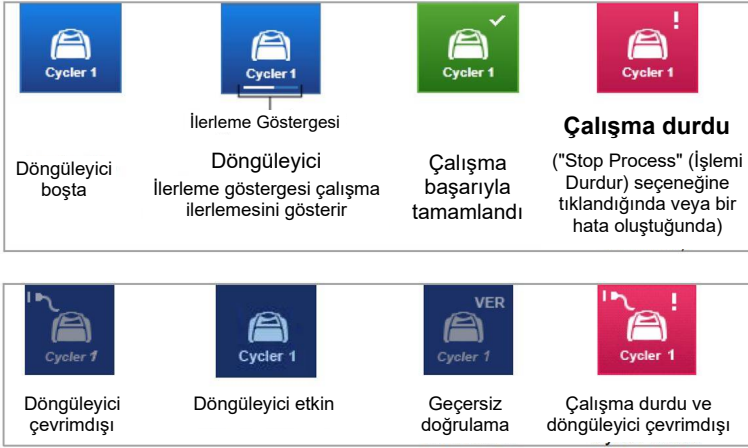 Cycler 1
Cycler 1
Cycler 1
Cycler 1
İlerleme Göstergesi
Döngüleyici
boşta
Döngüleyici
İlerleme göstergesi çalışma
ilerlemesini gösterir
Çalışma
başarıyla
tamamlandı
Çalışma durdu
("Stop Process" (İşlemi
Durdur) seçeneğine
tıklandığında veya bir
hata oluştuğunda)
Cycler 1
Cycler 1
VER
Cycler 1
Cycler 1
Döngüleyici
çevrimdışı
Döngüleyici etkin
Geçersiz
doğrulama
Çalışma durdu ve
döngüleyici çevrimdışı